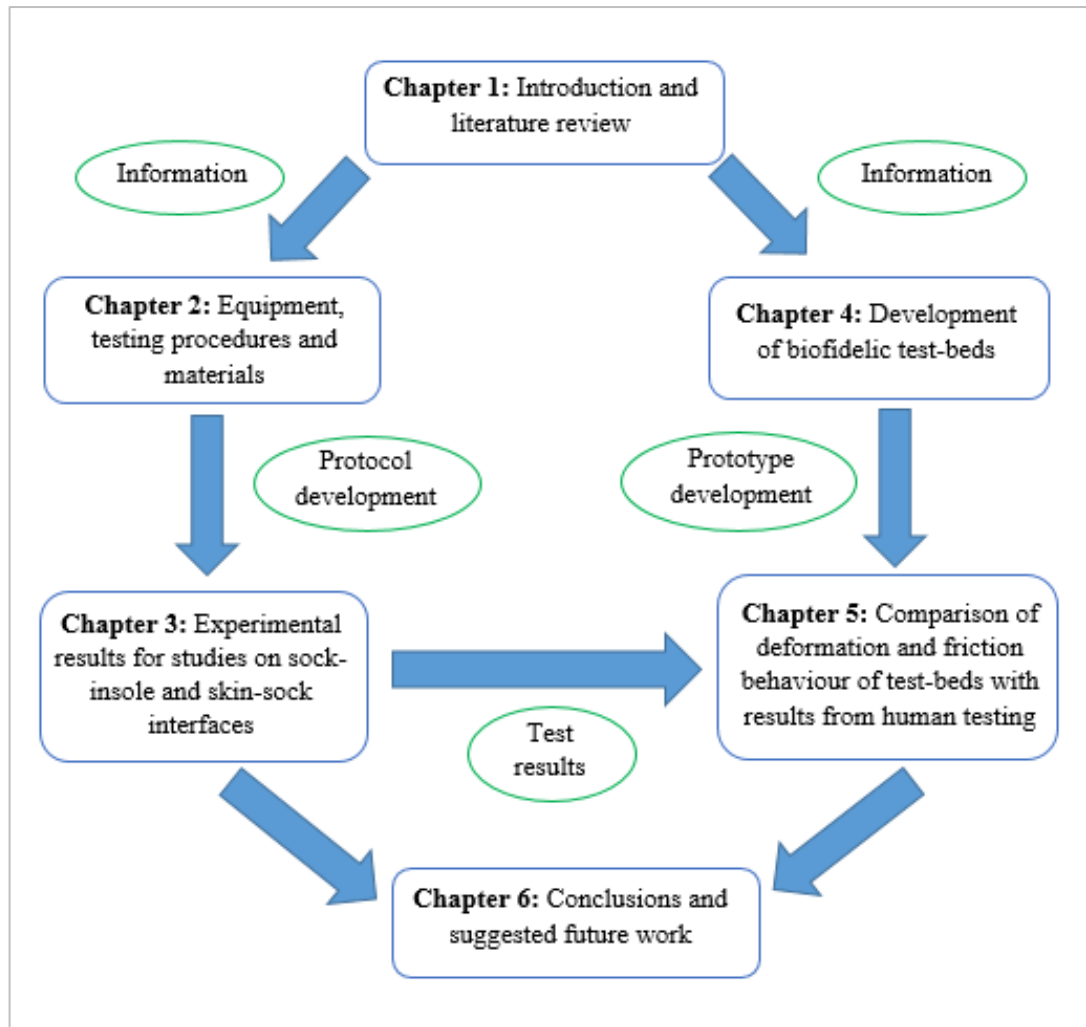 Chapter 1: Introduction and
literature review
Information
Information
Chapter 2: Equipment,
testing procedures and
materials
Chapter 4: Development
of biofidelic test-beds
Protocol
development
Prototype
development
Chapter 3: Experimental
results for studies on sock-
insole and skin-sock
interfaces
Chapter 5: Comparison of
deformation and friction
behaviour of test-beds with
results from human testing
Test
results
Chapter 6: Conclusions and
suggested future work